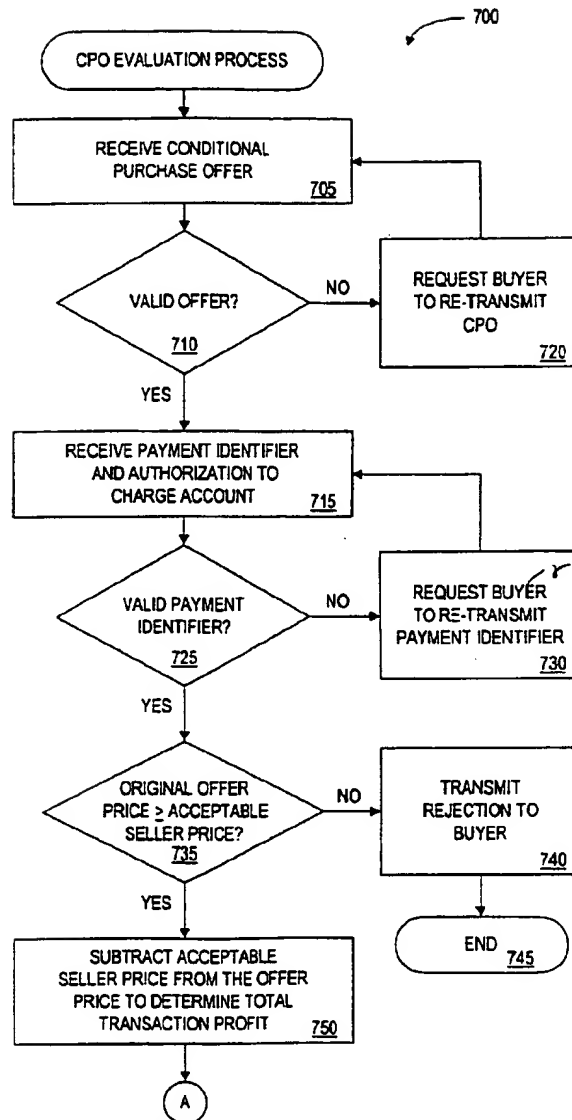 700
CPO EVALUATION PROCESS
RECEIVE CONDITIONAL
PURCHASE OFFER
705
VALID OFFER?
710
NO
REQUEST BUYER
TO RE-TRANSMIT
CPO
720
YES
RECEIVE PAYMENT IDENTIFIER
AND AUTHORIZATION TO
CHARGE ACCOUNT
715
VALID PAYMENT
IDENTIFIER?
725
NO
REQUEST BUYER
TO RE-TRANSMIT
PAYMENT IDENTIFIER
730
YES
ORIGINAL OFFER
PRICE ≥ ACCEPTABLE
SELLER PRICE?
735
NO
TRANSMIT
REJECTION TO
BUYER
740
END
745
YES
SUBTRACT ACCEPTABLE
SELLER PRICE FROM THE OFFER
PRICE TO DETERMINE TOTAL
TRANSACTION PROFIT
750
A